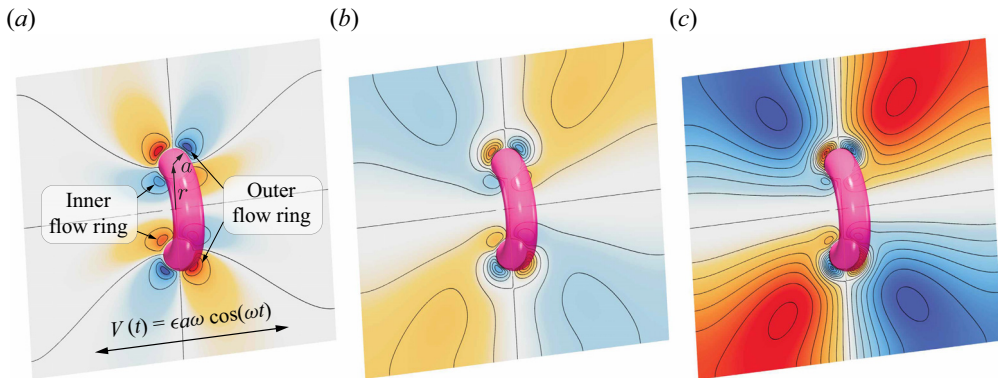 (a)
(b)
(c)
a
r
Inner
flow ring
Outer
flow ring
V (t) = ϵaω cos(ωt)